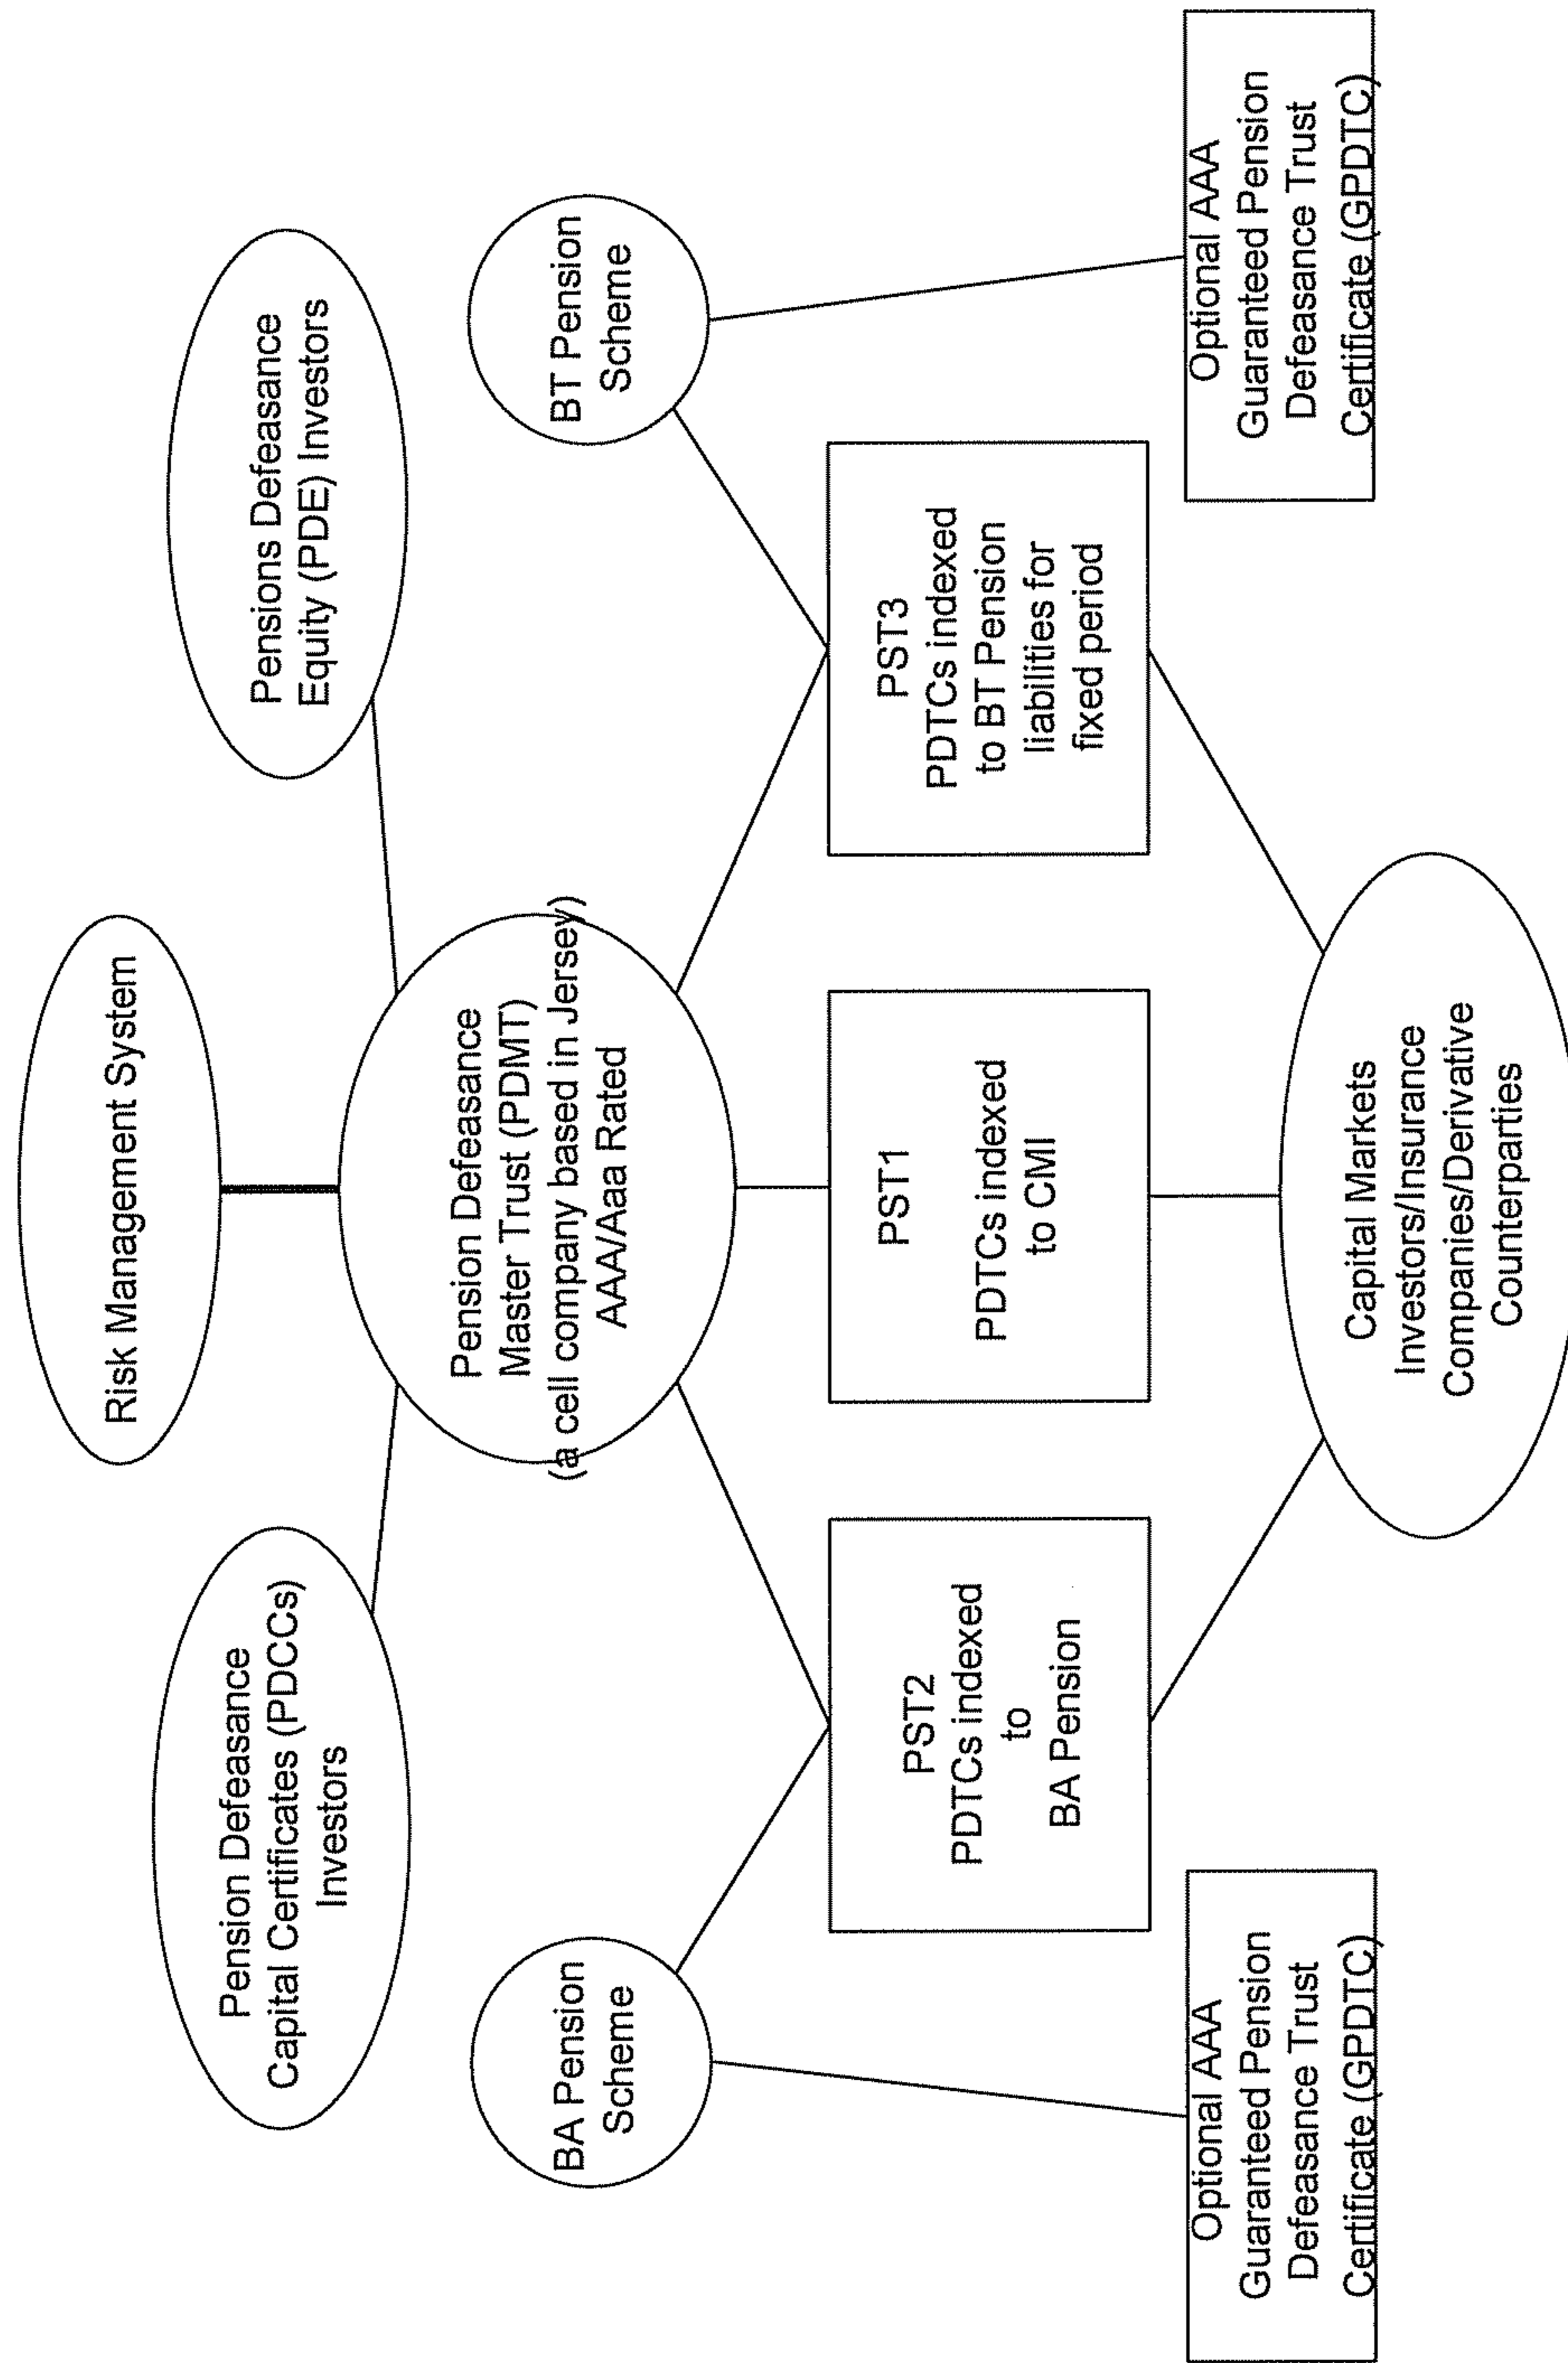 Risk Management System
Pension Defeasance
Capital Certificates (PDCCs)
Investors
Pensions Defeasance
Equity (PDE) Investors
Pension Defeasance
Master Trust (PDMT)
(a cell company based in Jersey)
AAA/Aaa Rated
BA Pension
Scheme
BT Pension
Scheme
PST2
PDTCs indexed
to
BA Pension
PST1
PDTCs indexed
to CMI
PST3
PDTCs indexed
to BT Pension
liabilities for
fixed period
Optional AAA
Guaranteed Pension
Defeasance Trust
Certificate (GPDTC)
Capital Markets
Investors/Insurance
Companies/Derivative
Counterparties
Optional AAA
Guaranteed Pension
Defeasance Trust
Certificate (GPDTC)